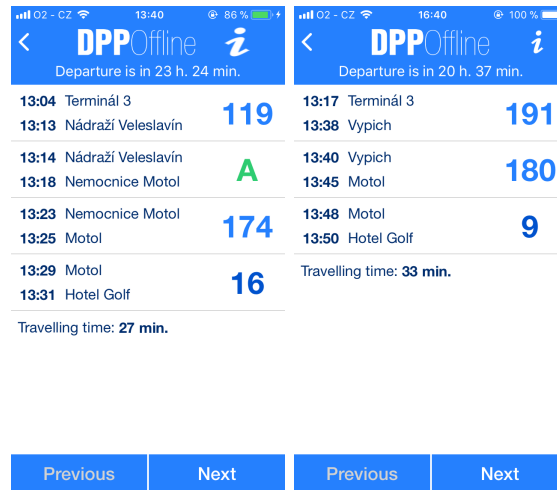 O2 - CZ 13:40 86 %
DPPOffline i
Departure is in 23 h. 24 min.
13:04 Terminál 3
119
13:13 Nádraží Veleslavín
13:14 Nádraží Veleslavín
A
13:18 Nemocnice Motol
13:23 Nemocnice Motol
174
13:25 Motol
13:29 Motol
16
13:31 Hotel Golf
Travelling time: 27 min.
Previous Next
O2 - CZ 16:40 100 %
DPPOffline i
Departure is in 20 h. 37 min.
13:17 Terminál 3
191
13:38 Vypich
13:40 Vypich
180
13:45 Motol
13:48 Motol
9
13:50 Hotel Golf
Travelling time: 33 min.
Previous Next